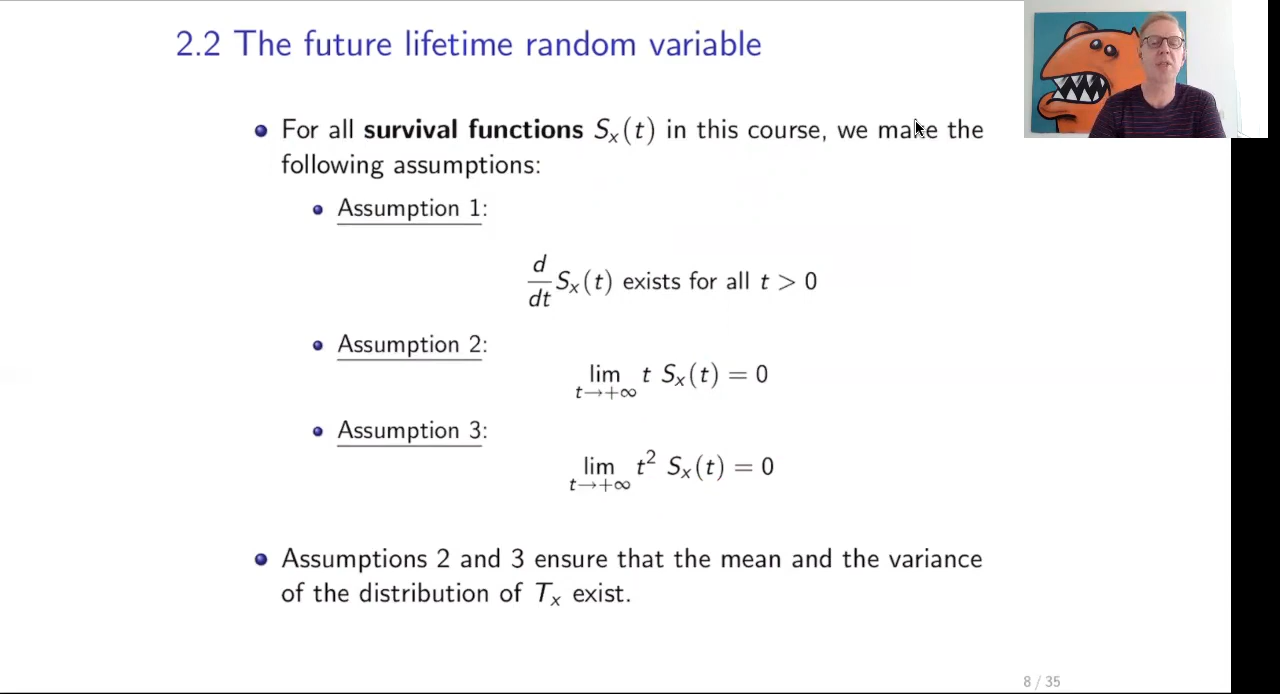 2.2 The future lifetime random variable
For all survival functions Sₓ(t) in this course, we make the
following assumptions:
Assumption 1:
d/dt Sₓ(t) exists for all t > 0
Assumption 2:
lim t→+∞ t Sₓ(t) = 0
Assumption 3:
lim t→+∞ t² Sₓ(t) = 0
Assumptions 2 and 3 ensure that the mean and the variance
of the distribution of Tₓ exist.
8 / 35